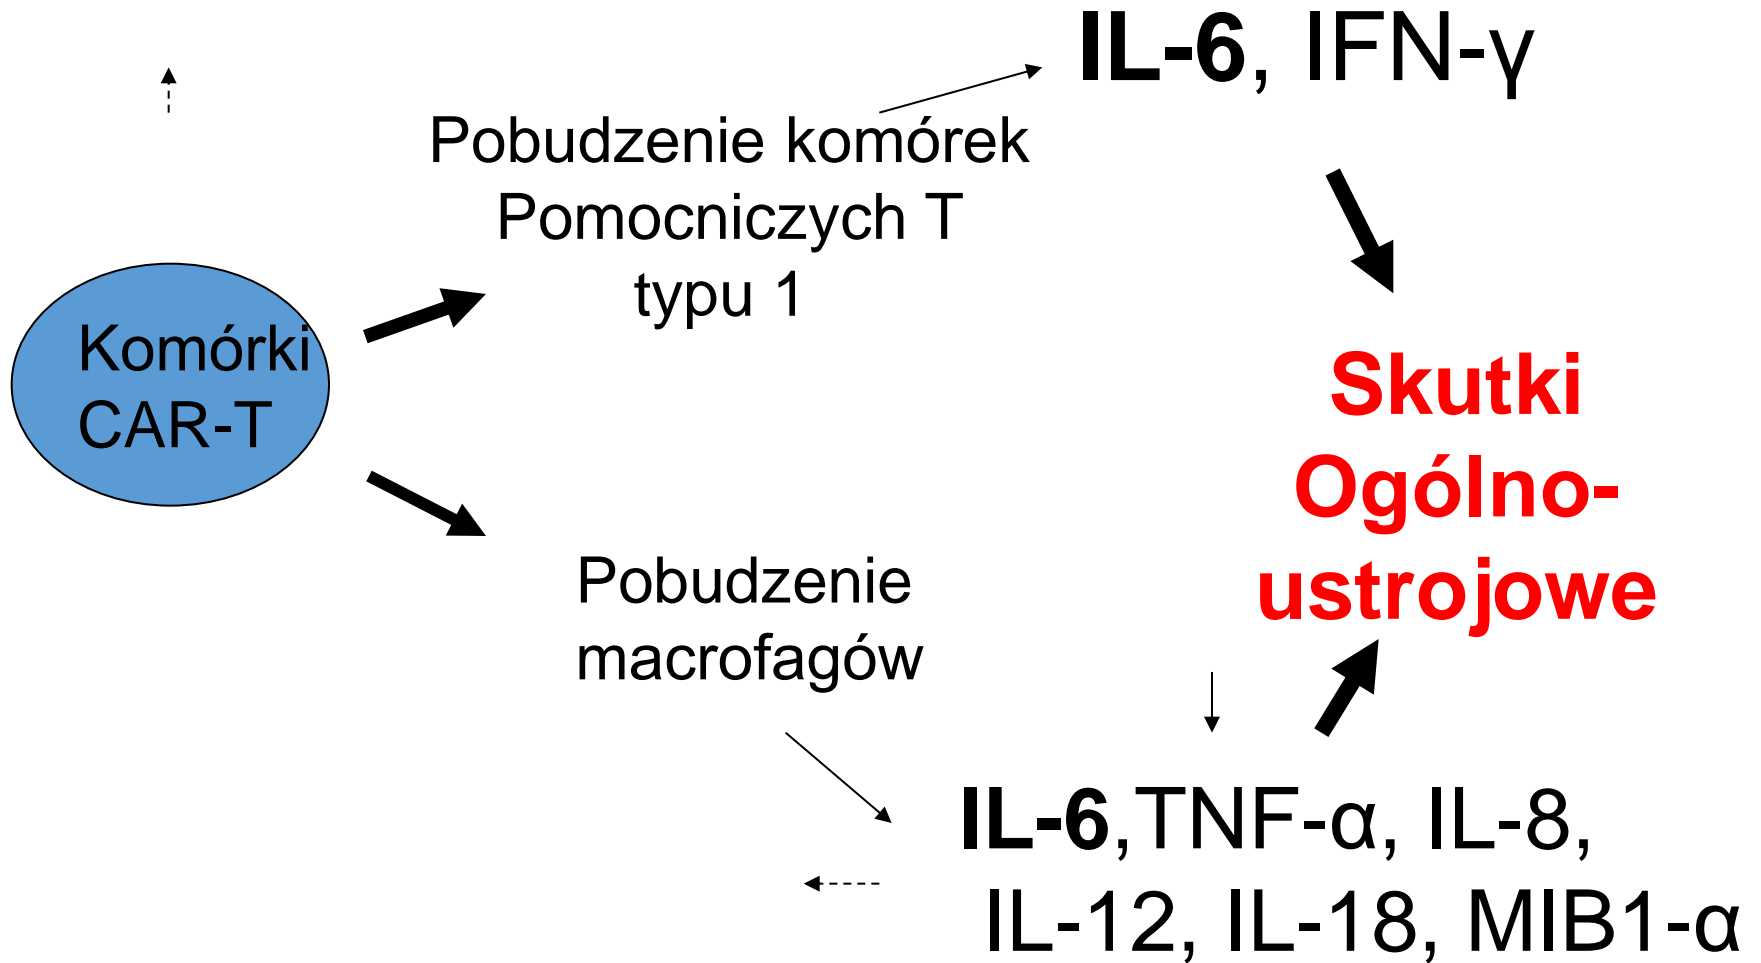 IL-6, IFN-γ
Pobudzenie komórek
Pomocniczych T
typu 1
Komórki
CAR-T
Skutki
Ogólno-
ustrojowe
Pobudzenie
macrofagów
IL-6,TNF-α, IL-8,
IL-12, IL-18, MIB1-α